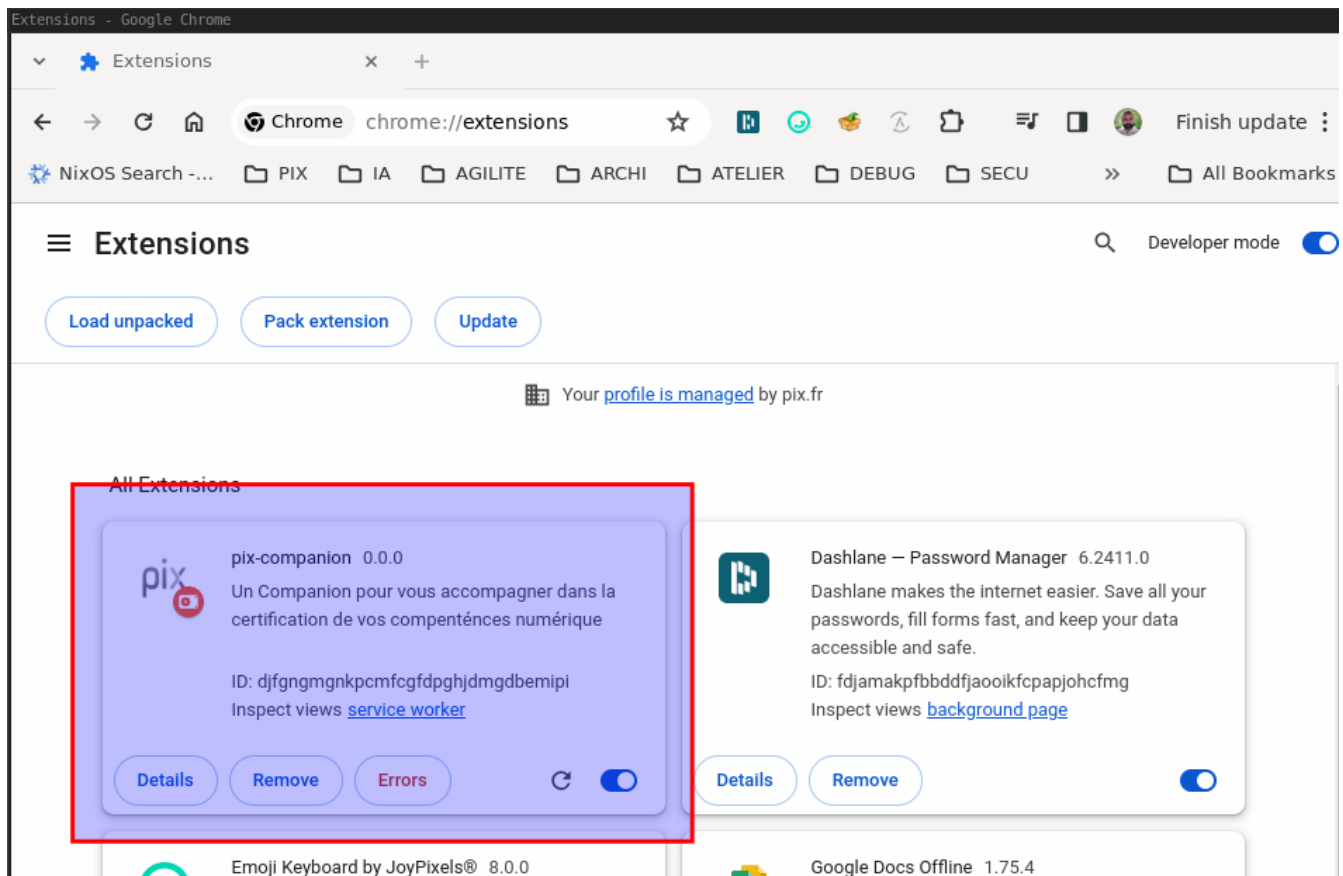 Extensions - Google Chrome
Extensions
Chrome chrome://extensions Finish update
NixOS Search -... PIX IA AGILITE ARCHI ATELIER DEBUG SECU » All Bookmarks
Extensions Developer mode
Load unpacked Pack extension Update
Your profile is managed by pix.fr
All Extensions
pix
pix-companion 0.0.0
Un Companion pour vous accompagner dans la
certification de vos compenténces numérique
ID: djfgngmgnkpcmfcgfdpghjdmgdbemipi
Inspect views service worker
Details Remove Errors
Dashlane — Password Manager 6.2411.0
Dashlane makes the internet easier. Save all your
passwords, fill forms fast, and keep your data
accessible and safe.
ID: fdjamakpfbbddfjaooikfcpapjohcfmg
Inspect views background page
Details Remove
Emoji Keyboard by JoyPixels® 8.0.0
Google Docs Offline 1.75.4